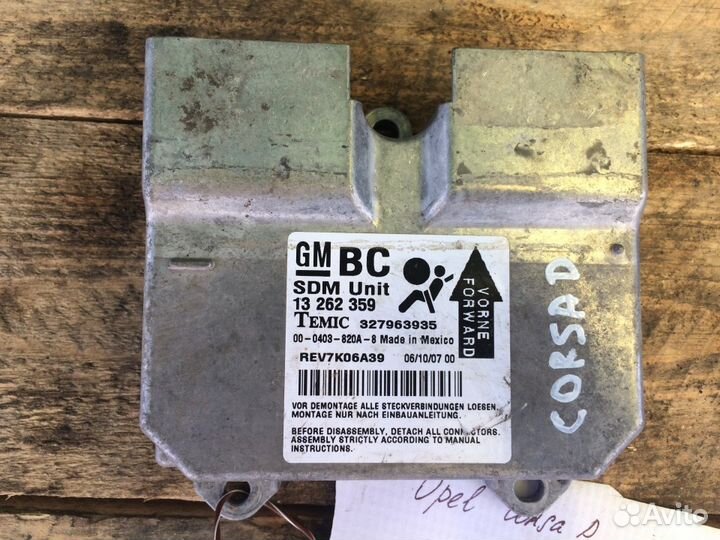 GM BC
SDM Unit
13 262 359
TEMIC 327963935
00-0403-820A-8 Made in Mexico
REV7K06A39 06/10/07 00
VORNE
FORWARD
VOR DEMONTAGE ALLE STECKVERBINDUNGEN LOESEN.
MONTAGE NUR NACH EINBAUANLEITUNG.
BEFORE DISASSEMBLY, DETACH ALL CONNECTORS.
ASSEMBLY STRICTLY ACCORDING TO MANUAL
INSTRUCTIONS.
CORSA D
Opel Corsa D
Avito